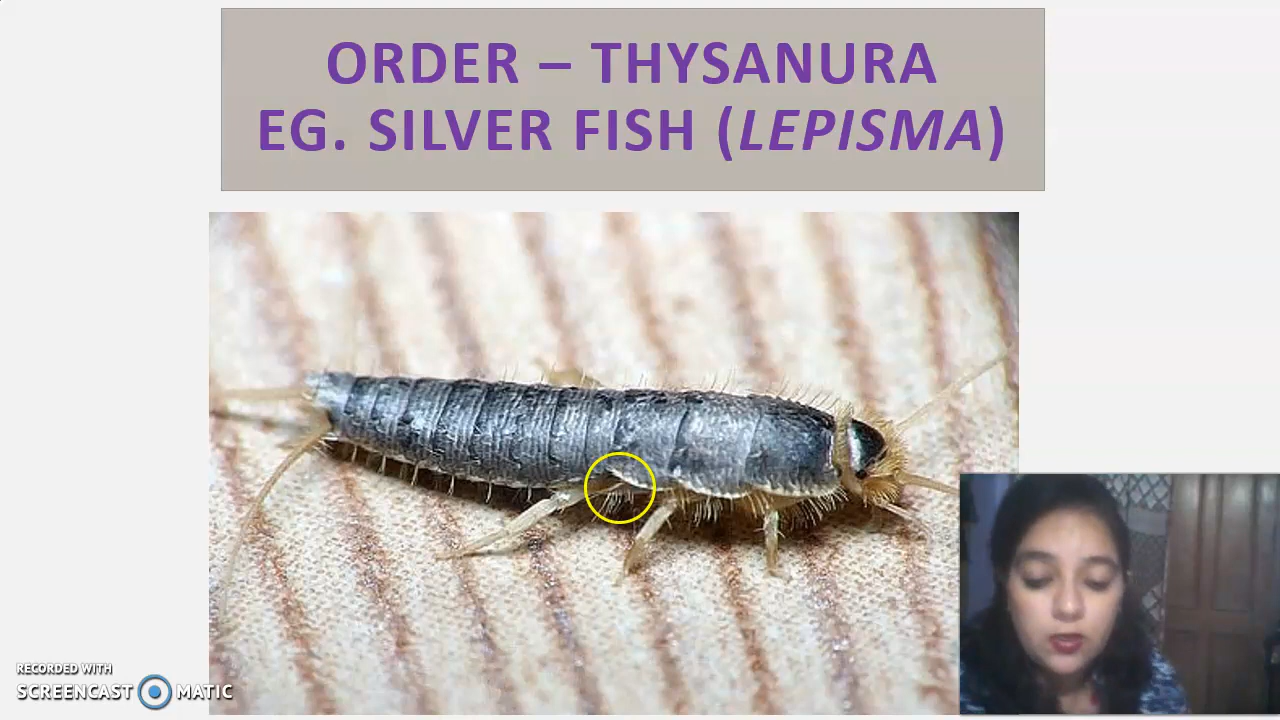 ORDER – THYSANURA
EG. SILVER FISH (LEPISMA)
RECORDED WITH
SCREENCAST MATIC